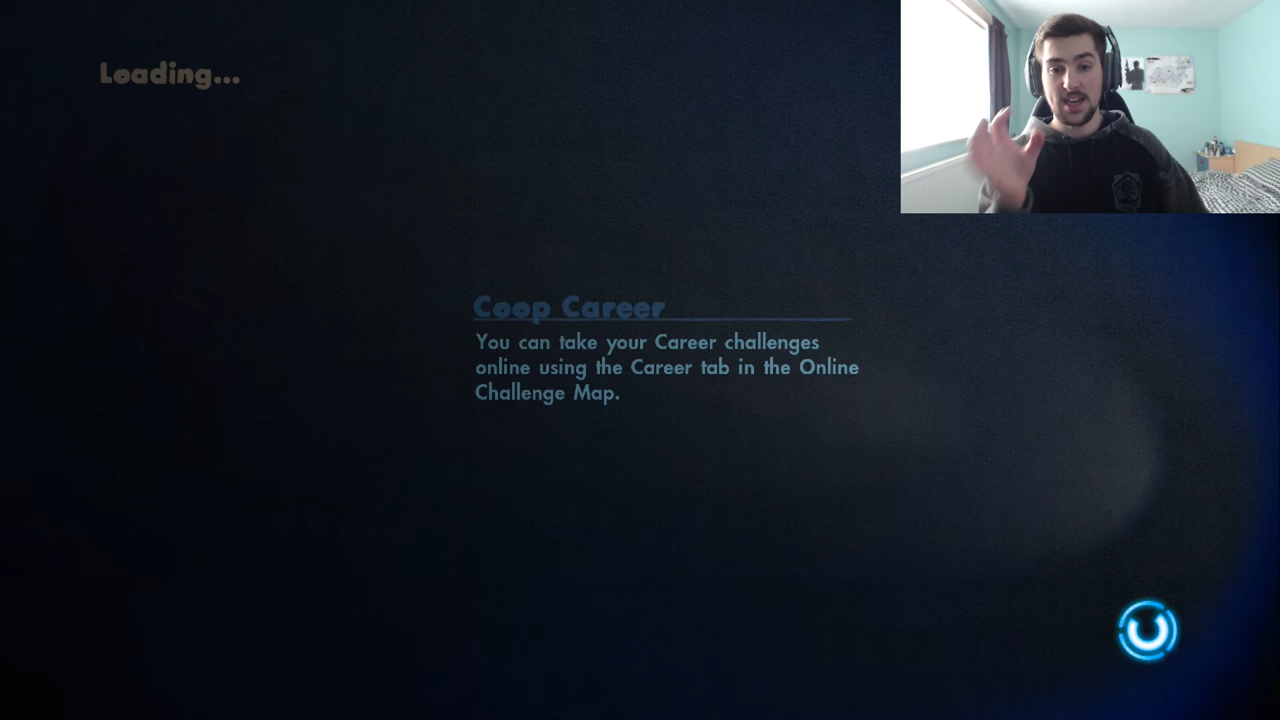 Loading...
Coop Career
You can take your Career challenges
online using the Career tab in the Online
Challenge Map.